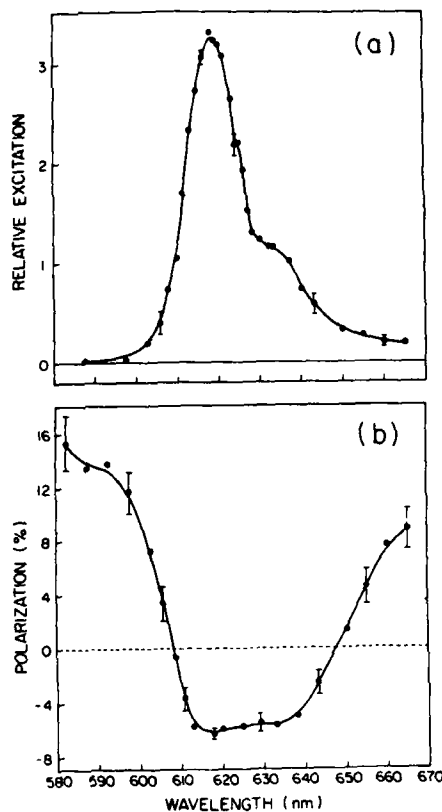 (a)
3
2
1
0
RELATIVE EXCITATION
(b)
16
12
8
4
0
-4
-8
POLARIZATION (%)
580 590 600 610 620 630 640 650 660 670
WAVELENGTH (nm)